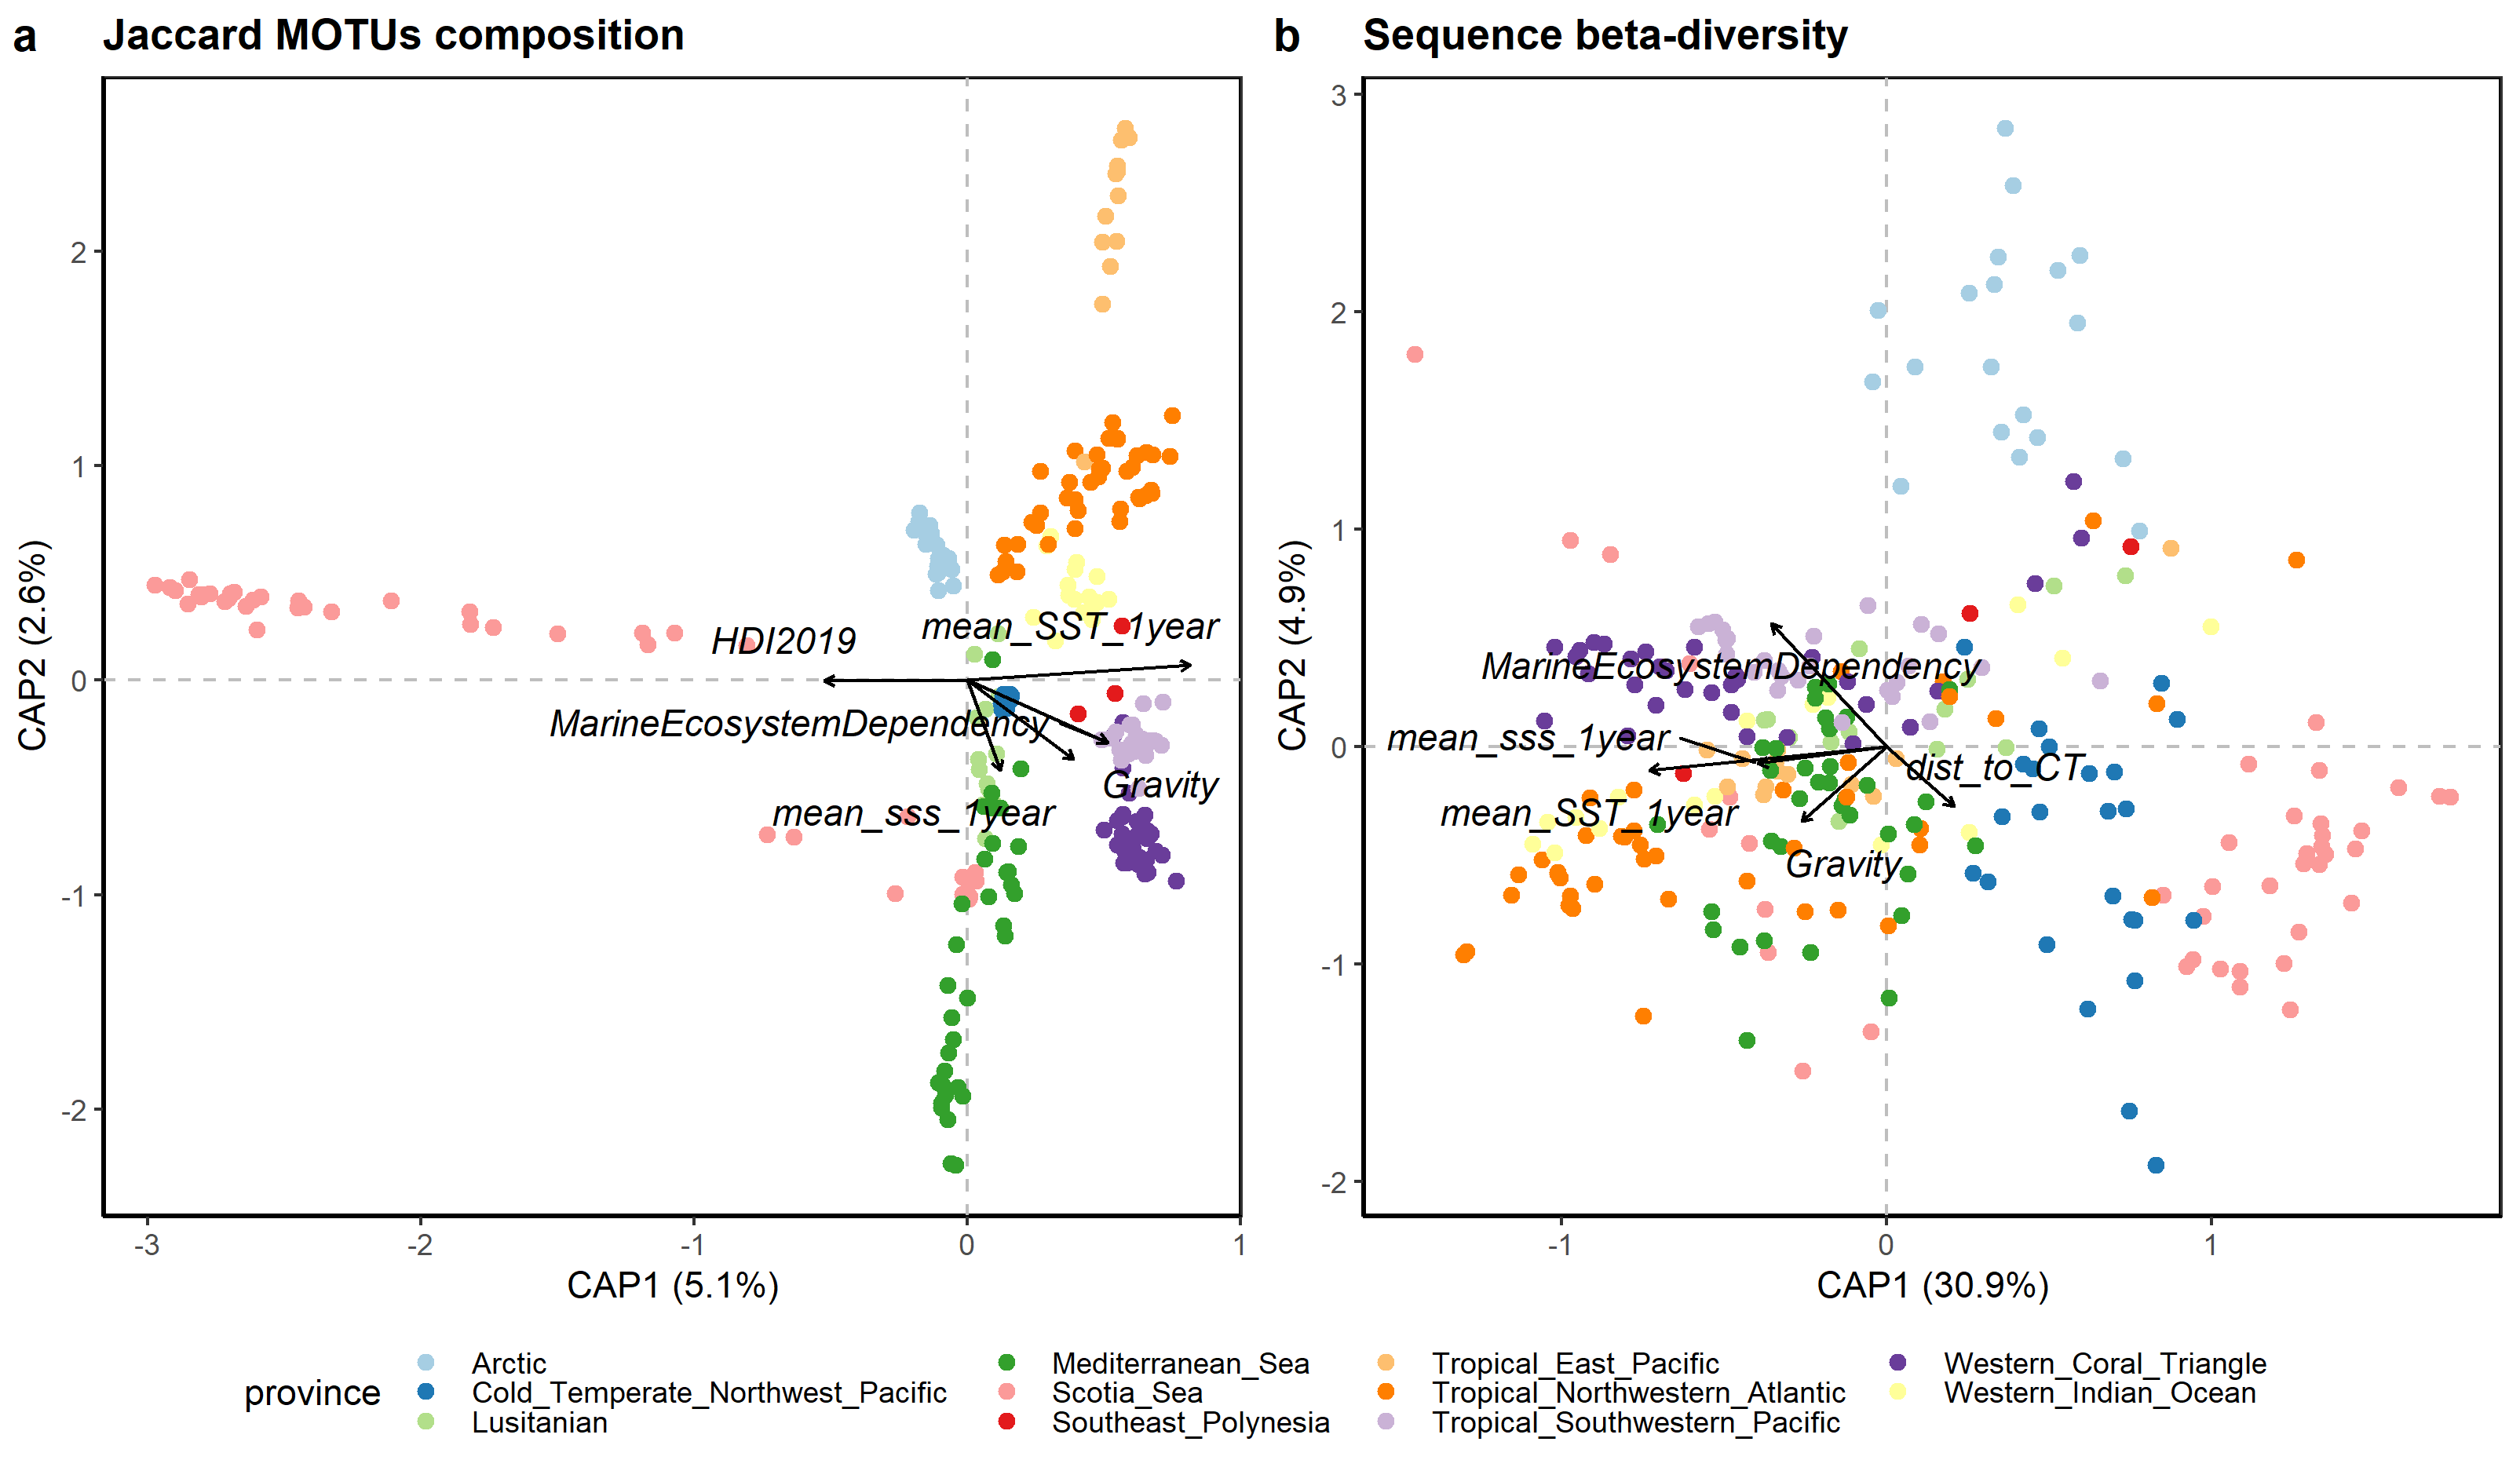 a Jaccard MOTUs composition
CAP2 (2.6%)
2
1
0
-1
-2
HDI2019
mean_SST_1year
MarineEcosystemDependency
Gravity
mean_sss_1year
-3 -2 -1 0 1
CAP1 (5.1%)
b Sequence beta-diversity
CAP2 (4.9%)
3
2
1
0
-1
-2
MarineEcosystemDependency
mean_sss_1year
dist_to_CT
mean_SST_1year
Gravity
-1 0 1
CAP1 (30.9%)
province
Arctic
Cold_Temperate_Northwest_Pacific
Lusitanian
Mediterranean_Sea
Scotia_Sea
Southeast_Polynesia
Tropical_East_Pacific
Tropical_Northwestern_Atlantic
Tropical_Southwestern_Pacific
Western_Coral_Triangle
Western_Indian_Ocean